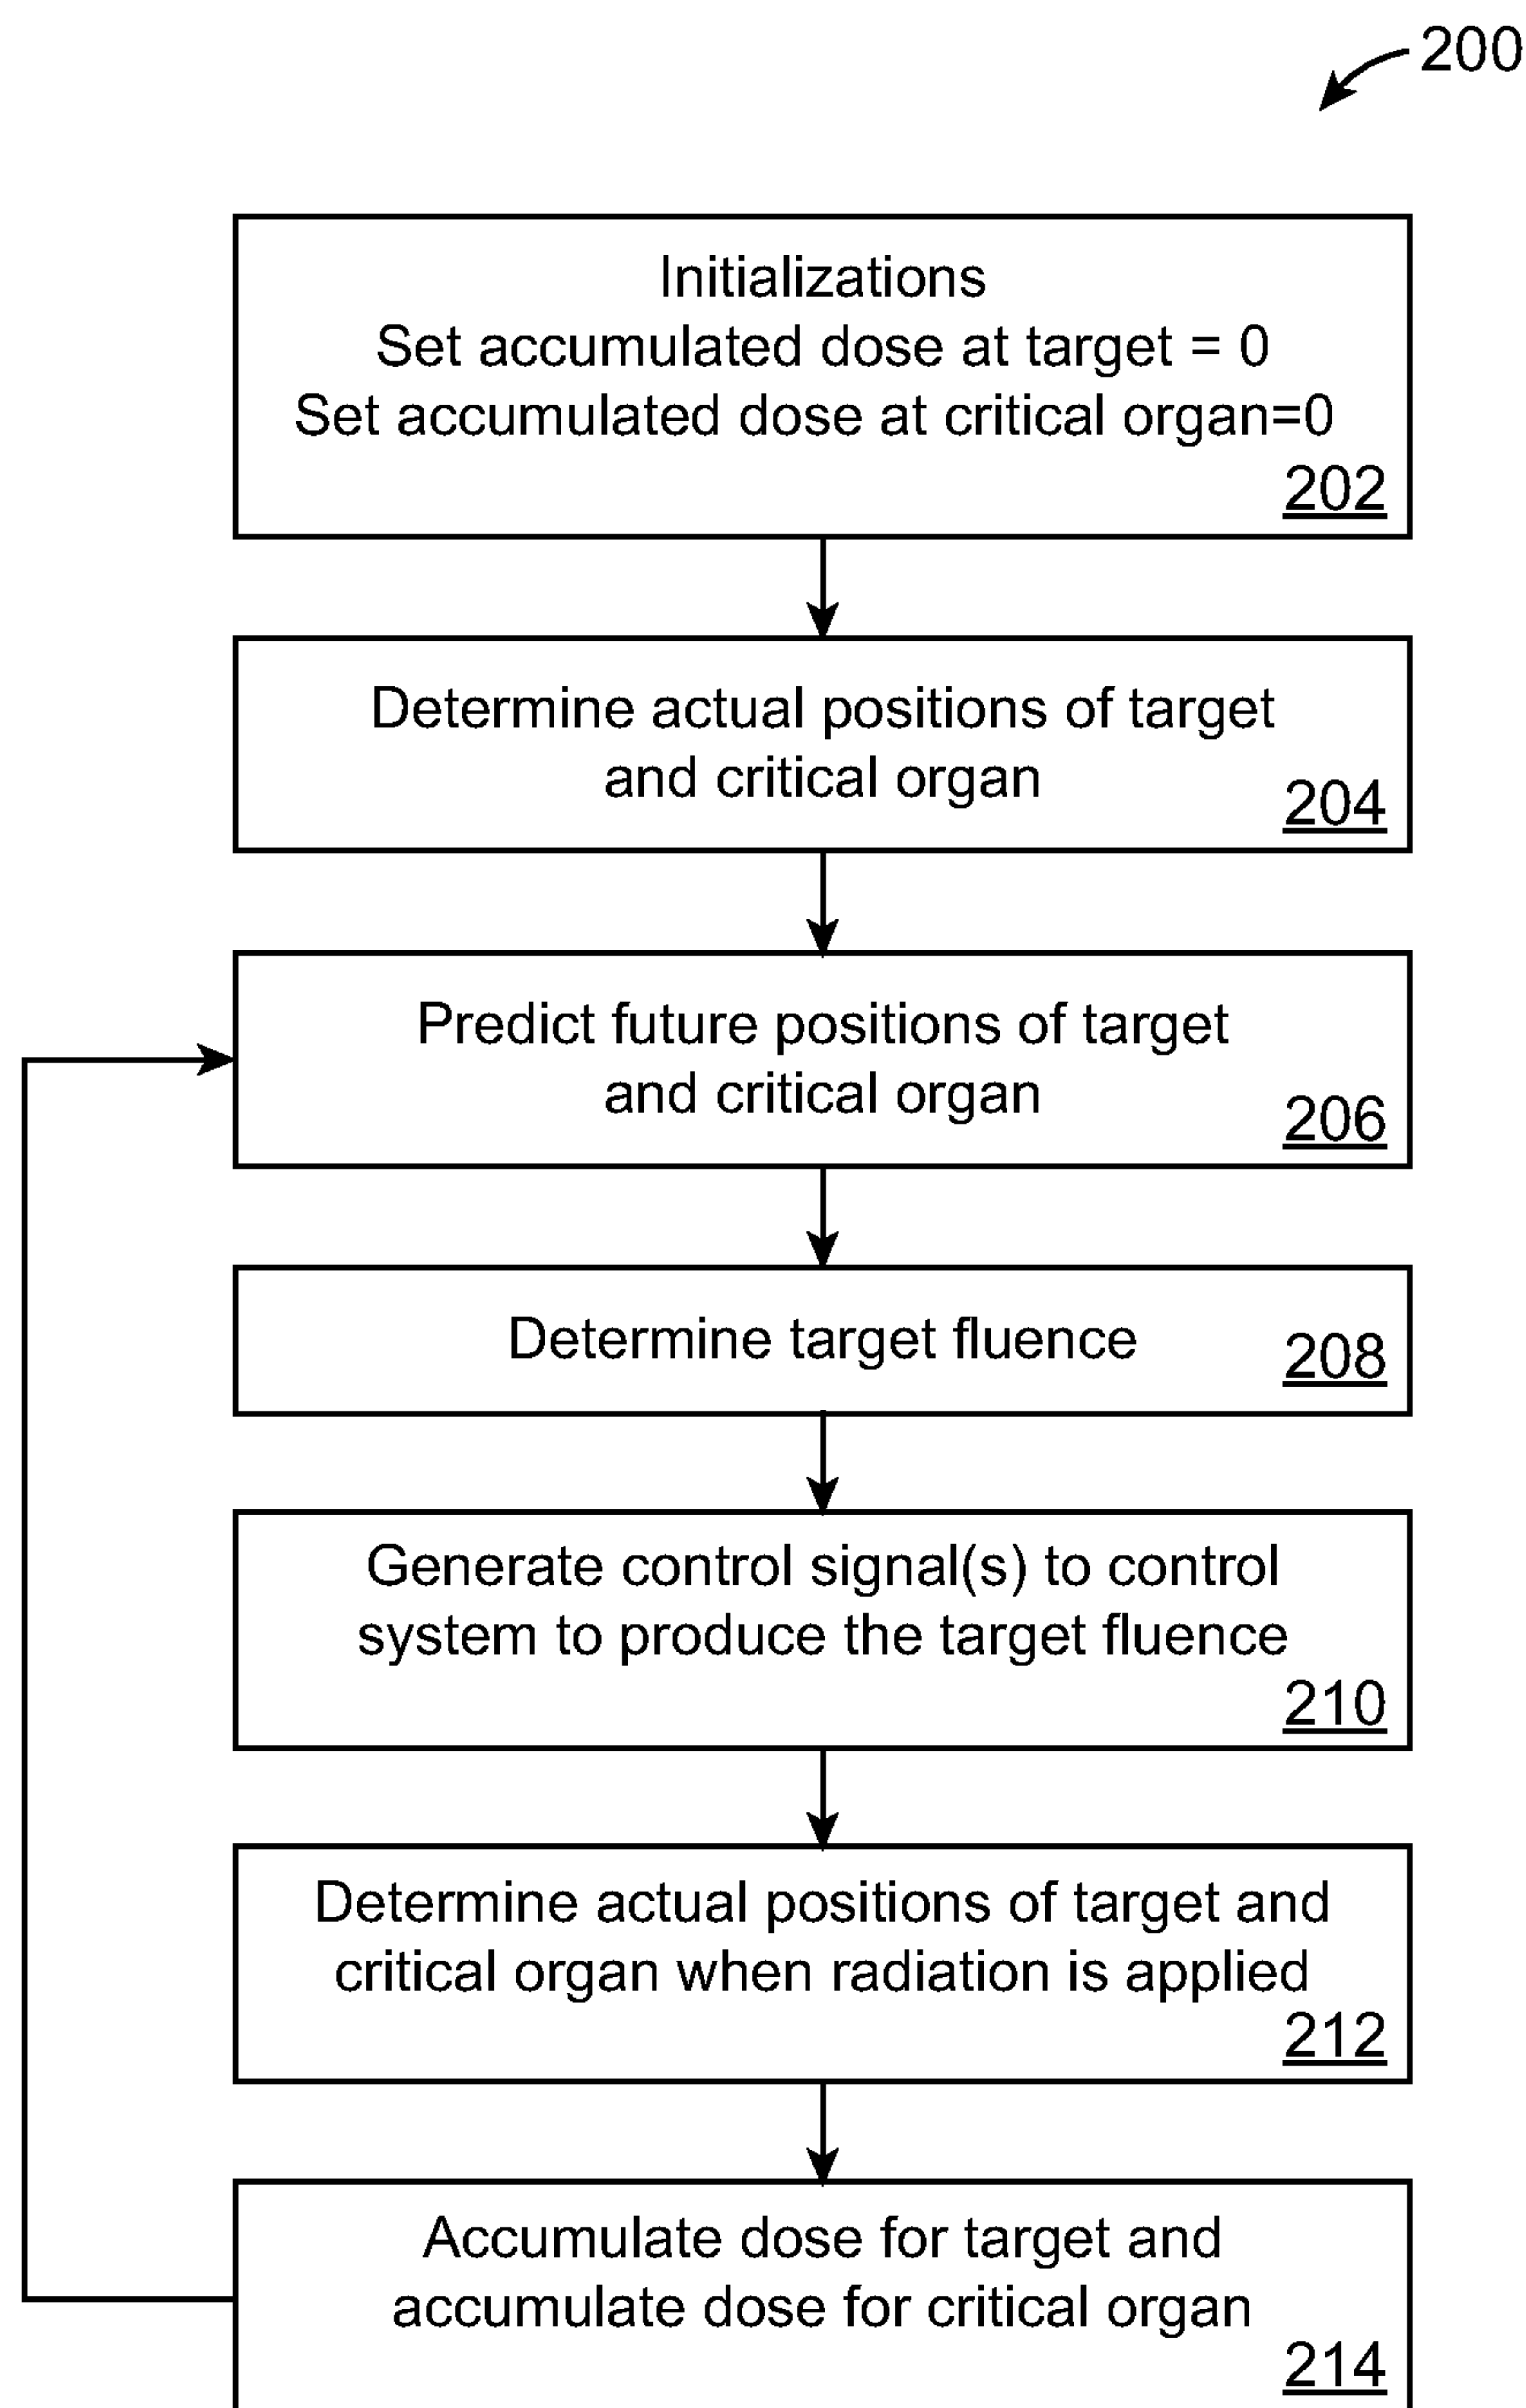 200
Initializations
Set accumulated dose at target = 0
Set accumulated dose at critical organ=0
202
Determine actual positions of target
and critical organ
204
Predict future positions of target
and critical organ
206
Determine target fluence
208
Generate control signal(s) to control
system to produce the target fluence
210
Determine actual positions of target and
critical organ when radiation is applied
212
Accumulate dose for target and
accumulate dose for critical organ
214